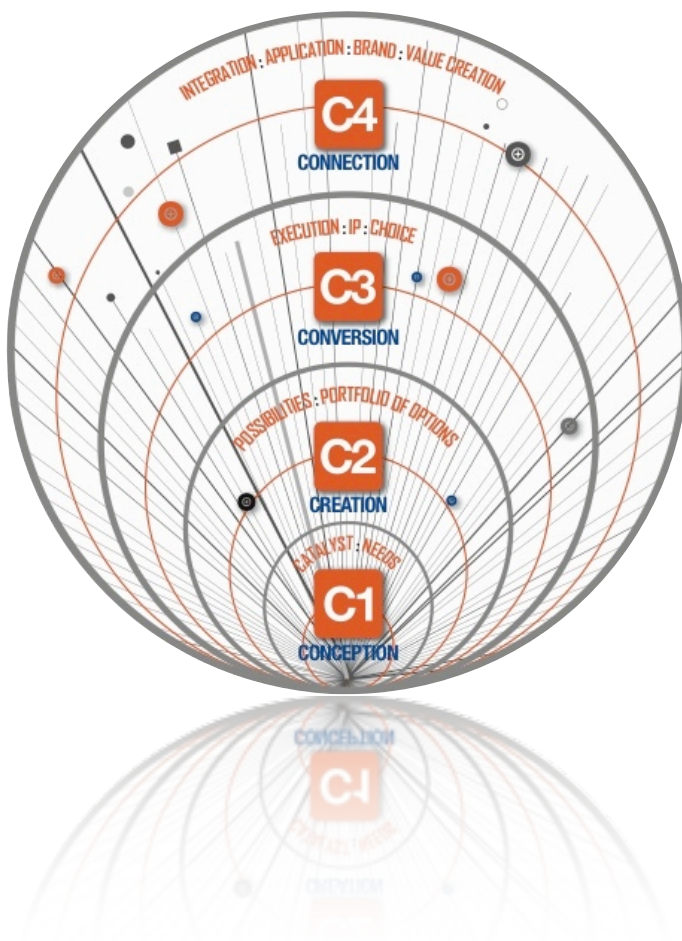 INTEGRATION : APPLICATION : BRAND : VALUE CREATION
C4
CONNECTION
EXECUTION : IP : CHOICE
C3
CONVERSION
POSSIBILITIES : PORTFOLIO OF OPTIONS
C2
CREATION
CATALYST : NEEDS
C1
CONCEPTION